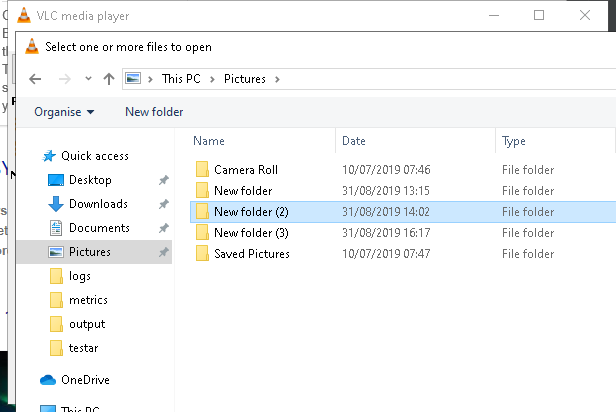 VLC media player
Select one or more files to open
This PC > Pictures >
Organise New folder
Name Date Type
Quick access
Desktop
Downloads
Documents
Pictures
logs
metrics
output
testar
OneDrive
This PC
Camera Roll 10/07/2019 07:46 File folder
New folder 31/08/2019 13:15 File folder
New folder (2) 31/08/2019 14:02 File folder
New folder (3) 31/08/2019 16:17 File folder
Saved Pictures 10/07/2019 07:47 File folder